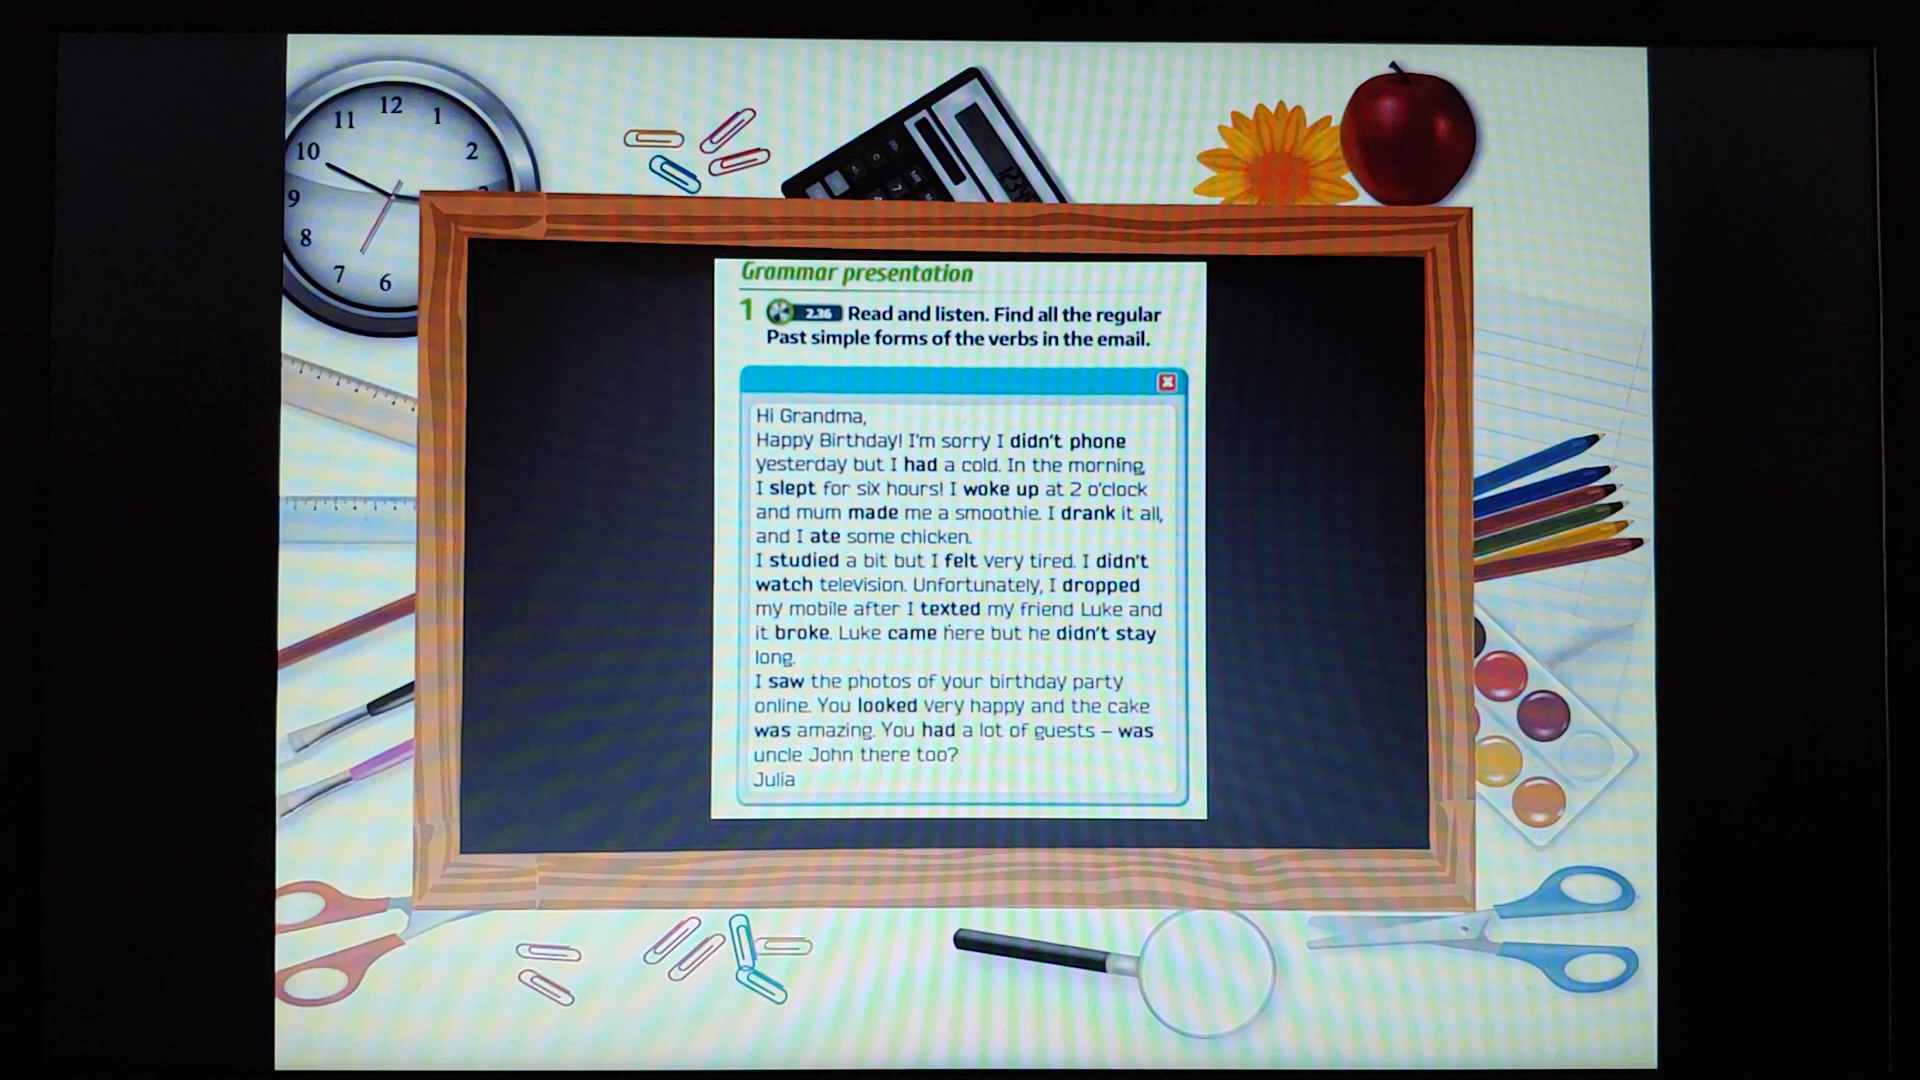 12
11
1
10
2
9
8
7
6
Grammar presentation
1 2.36 Read and listen. Find all the regular
Past simple forms of the verbs in the email.
Hi Grandma,
Happy Birthday! I'm sorry I didn't phone
yesterday but I had a cold. In the morning
I slept for six hours! I woke up at 2 o'clock
and mum made me a smoothie. I drank it all,
and I ate some chicken.
I studied a bit but I felt very tired. I didn't
watch television. Unfortunately, I dropped
my mobile after I texted my friend Luke and
it broke. Luke came here but he didn't stay
long.
I saw the photos of your birthday party
online. You looked very happy and the cake
was amazing. You had a lot of guests – was
uncle John there too?
Julia